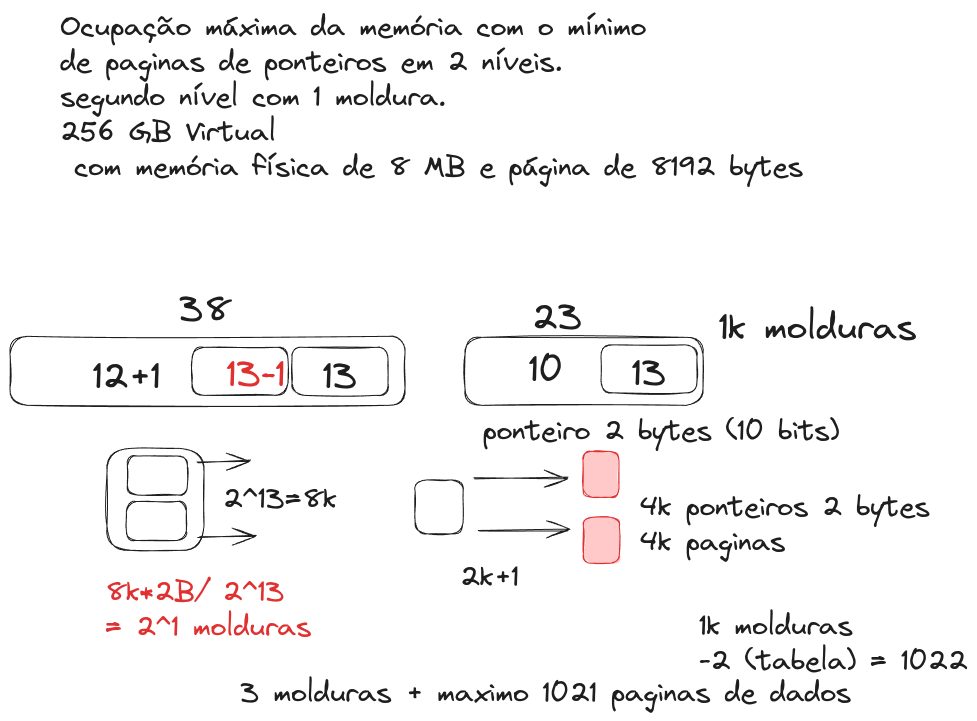 Ocupação máxima da memória com o mínimo
de paginas de ponteiros em 2 níveis.
segundo nível com 1 moldura.
256 GB Virtual
com memória física de 8 MB e página de 8192 bytes
38
23
1k molduras
12+1
13-1
13
10
13
ponteiro 2 bytes (10 bits)
2^13=8k
4k ponteiros 2 bytes
4k paginas
2k+1
8k*2B/ 2^13
= 2^1 molduras
1k molduras
-2 (tabela) = 1022
3 molduras + maximo 1021 paginas de dados